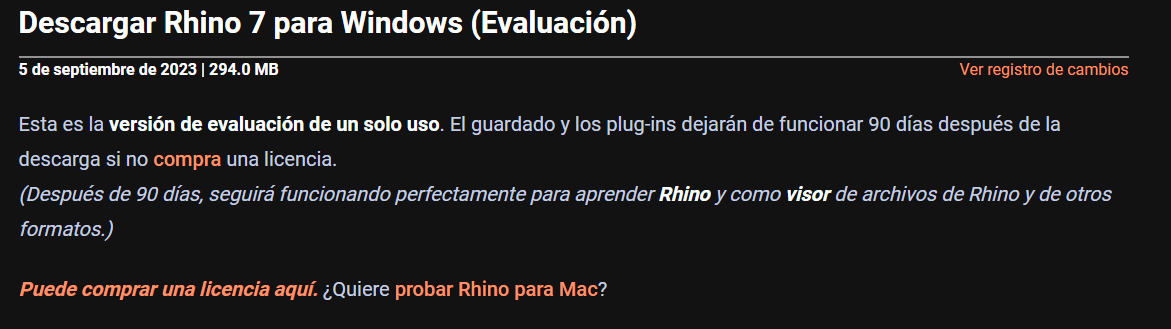 Descargar Rhino 7 para Windows (Evaluación)
5 de septiembre de 2023 | 294.0 MB
Ver registro de cambios
Esta es la versión de evaluación de un solo uso. El guardado y los plug-ins dejarán de funcionar 90 días después de la
descarga si no compra una licencia.
(Después de 90 días, seguirá funcionando perfectamente para aprender Rhino y como visor de archivos de Rhino y de otros
formatos.)
Puede comprar una licencia aquí. ¿Quiere probar Rhino para Mac?